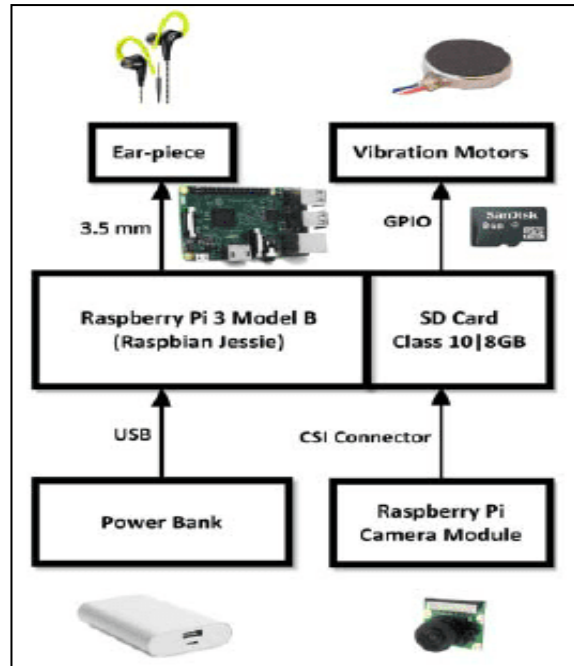 Ear-piece
Vibration Motors
3.5 mm
GPIO
SanDisk
Raspberry Pi 3 Model B
(Raspbian Jessie)
SD Card
Class 10|8GB
USB
CSI Connector
Power Bank
Raspberry Pi
Camera Module